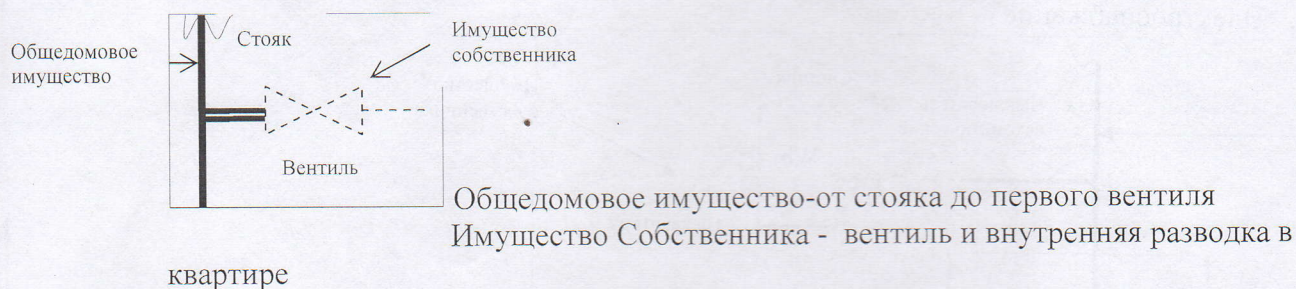 Общедомовое
имущество
Стояк
Имущество
собственника
Вентиль
Общедомовое имущество-от стояка до первого вентиля
Имущество Собственника - вентиль и внутренняя разводка в
квартире